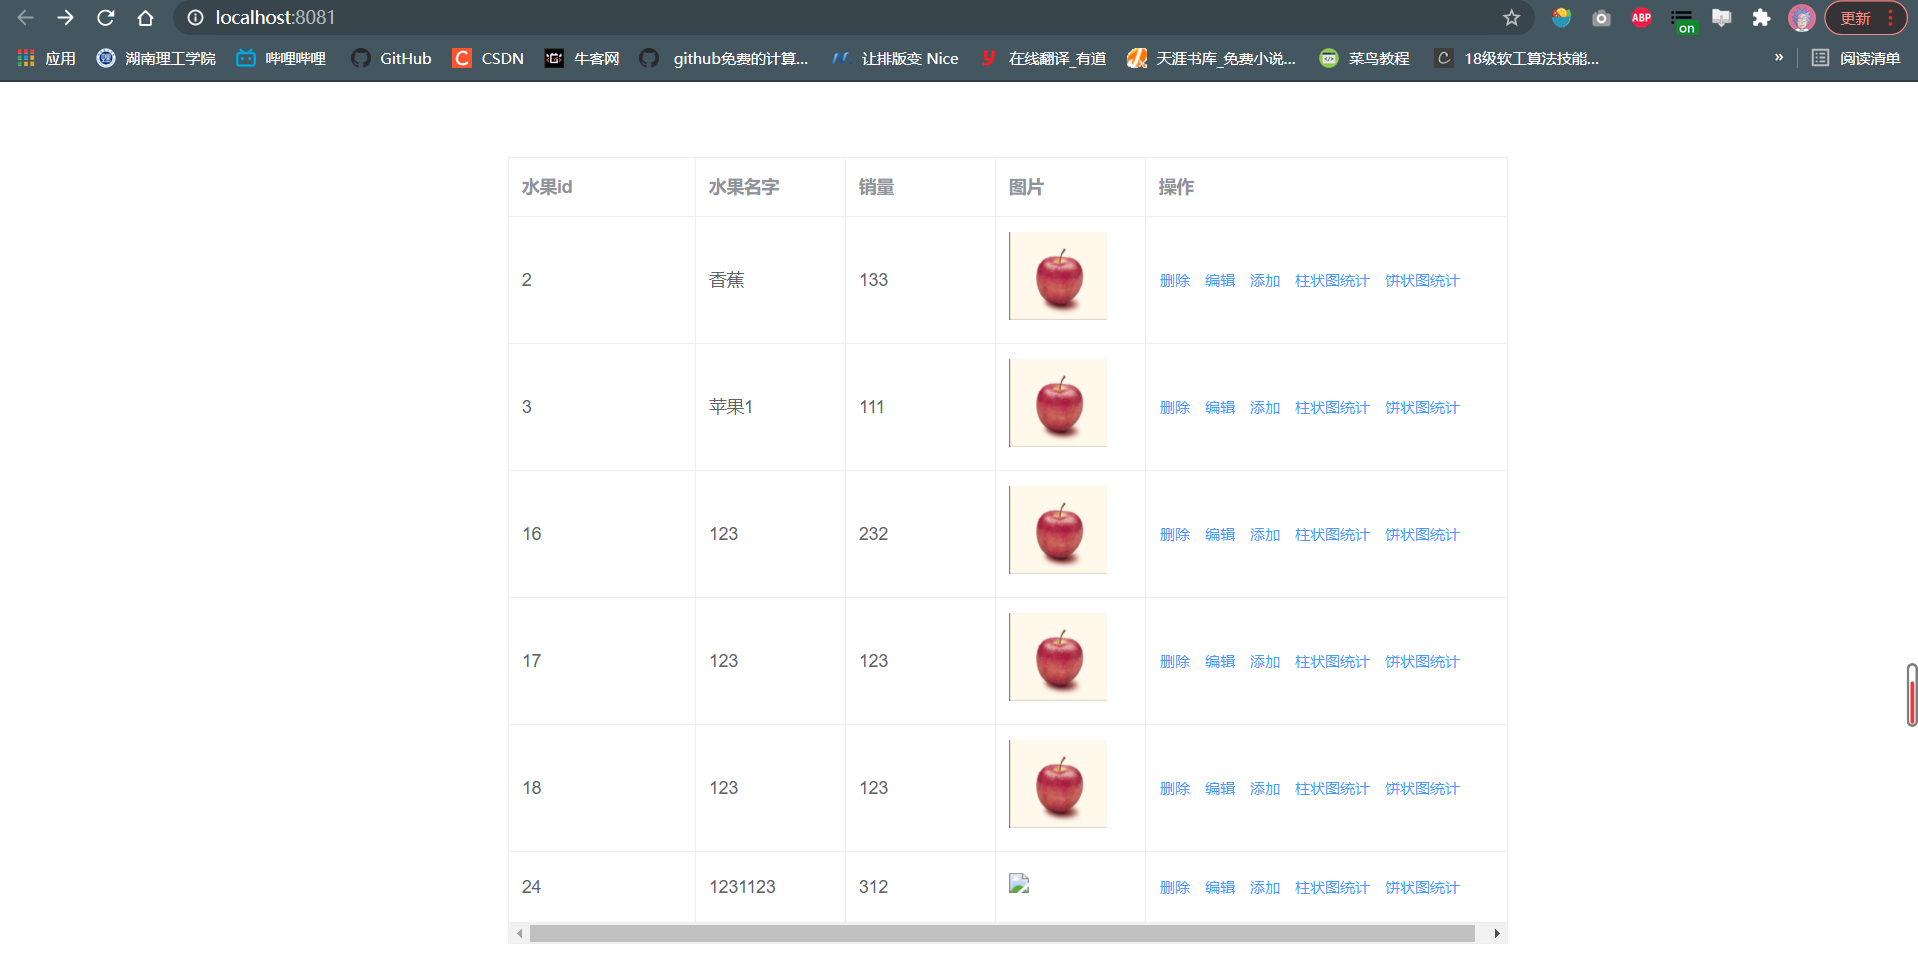 localhost:8081
ABP
on
更新
应用 湖南理工学院 哔哩哔哩 GitHub C CSDN 牛客网 github免费的计算... 让排版变 Nice y 在线翻译_有道 天涯书库_免费小说... 菜鸟教程 C 18级软工算法技能... » 阅读清单
水果id 水果名字 销量 图片 操作
2 香蕉 133 删除 编辑 添加 柱状图统计 饼状图统计
3 苹果1 111 删除 编辑 添加 柱状图统计 饼状图统计
16 123 232 删除 编辑 添加 柱状图统计 饼状图统计
17 123 123 删除 编辑 添加 柱状图统计 饼状图统计
18 123 123 删除 编辑 添加 柱状图统计 饼状图统计
24 1231123 312 删除 编辑 添加 柱状图统计 饼状图统计